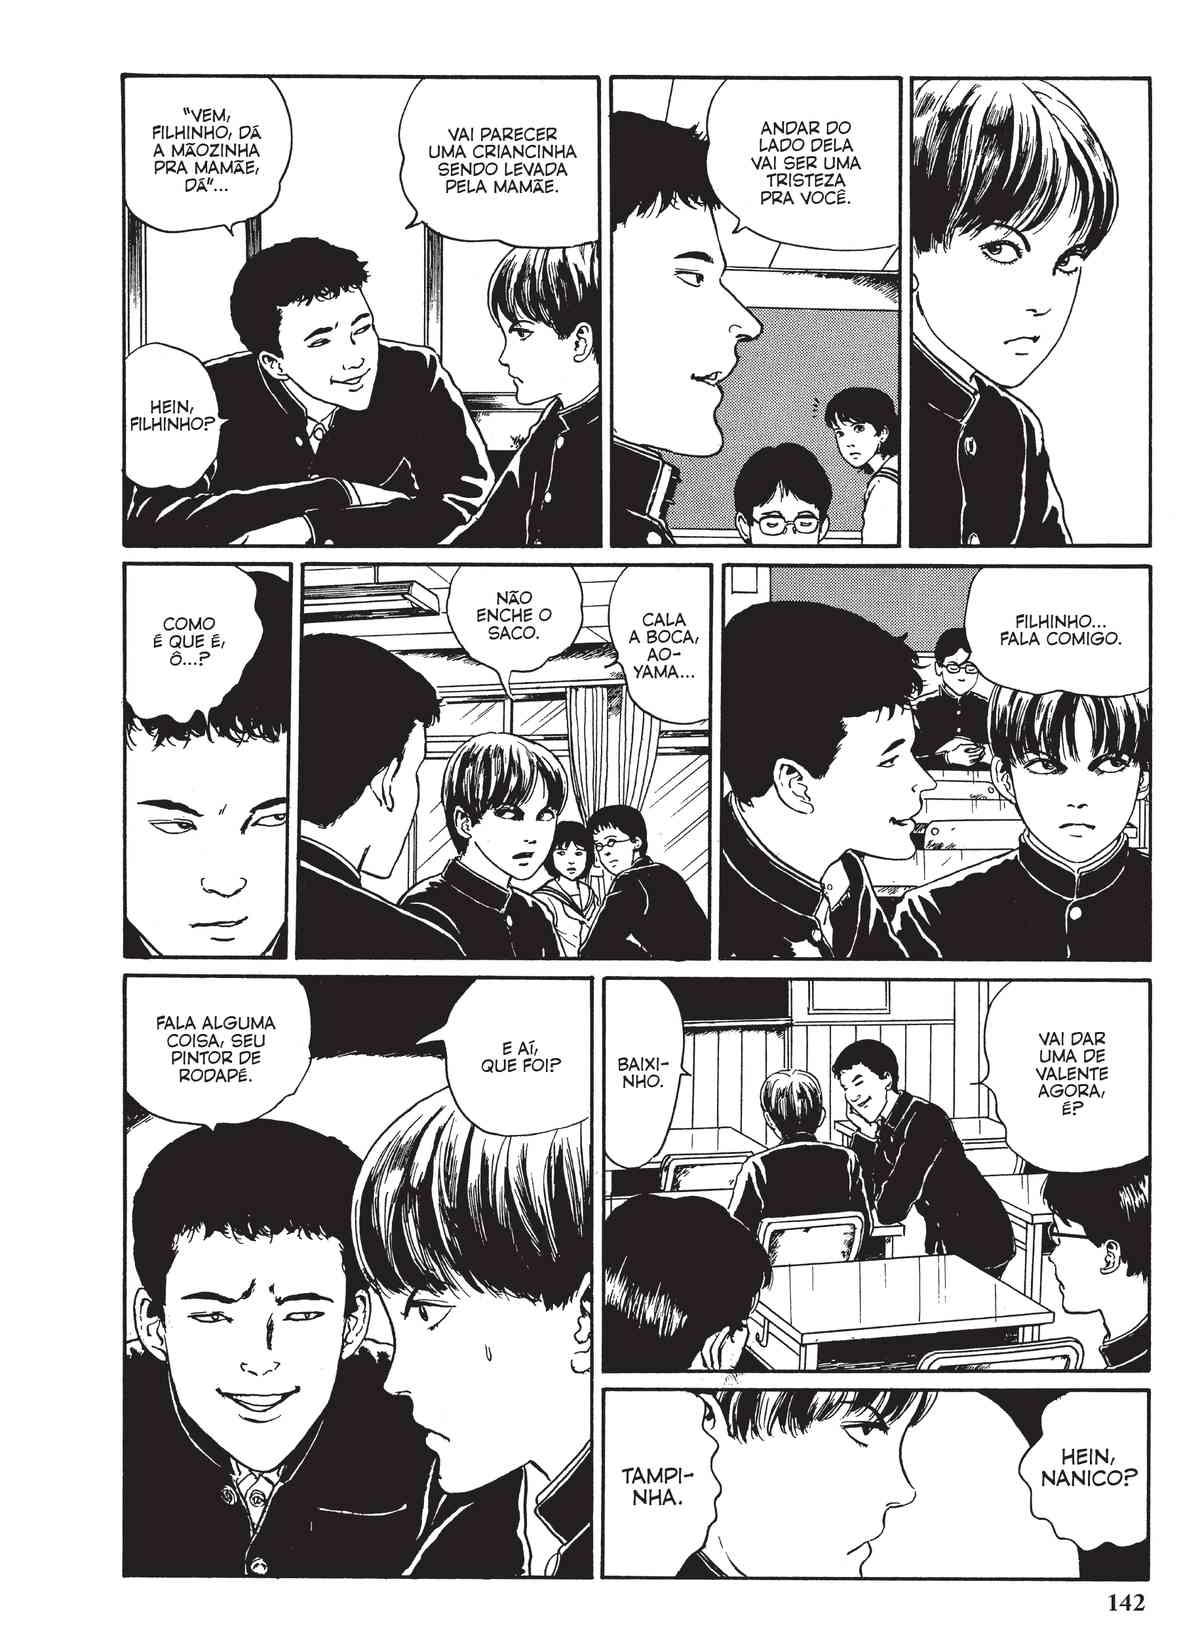 ANDAR DO
LADO DELA
VAI SER UMA
TRISTEZA
PRA VOCÊ.
VAI PARECER
UMA CRIANCINHA
SENDO LEVADA
PELA MAMÃE.
"VEM,
FILHINHO, DÁ
A MÃOZINHA
PRA MAMÃE,
DÁ"...
HEIN,
FILHINHO?
FILHINHO...
FALA COMIGO.
CALA
A BOCA,
AO-
YAMA...
NÃO
ENCHE O
SACO.
COMO
É QUE É,
Ô...?
VAI DAR
UMA DE
VALENTE
AGORA,
É?
BAIXI-
NHO.
HEIN,
NANICO?
TAMPI-
NHA.
E AÍ,
QUE FOI?
FALA ALGUMA
COISA, SEU
PINTOR DE
RODAPÉ.
142